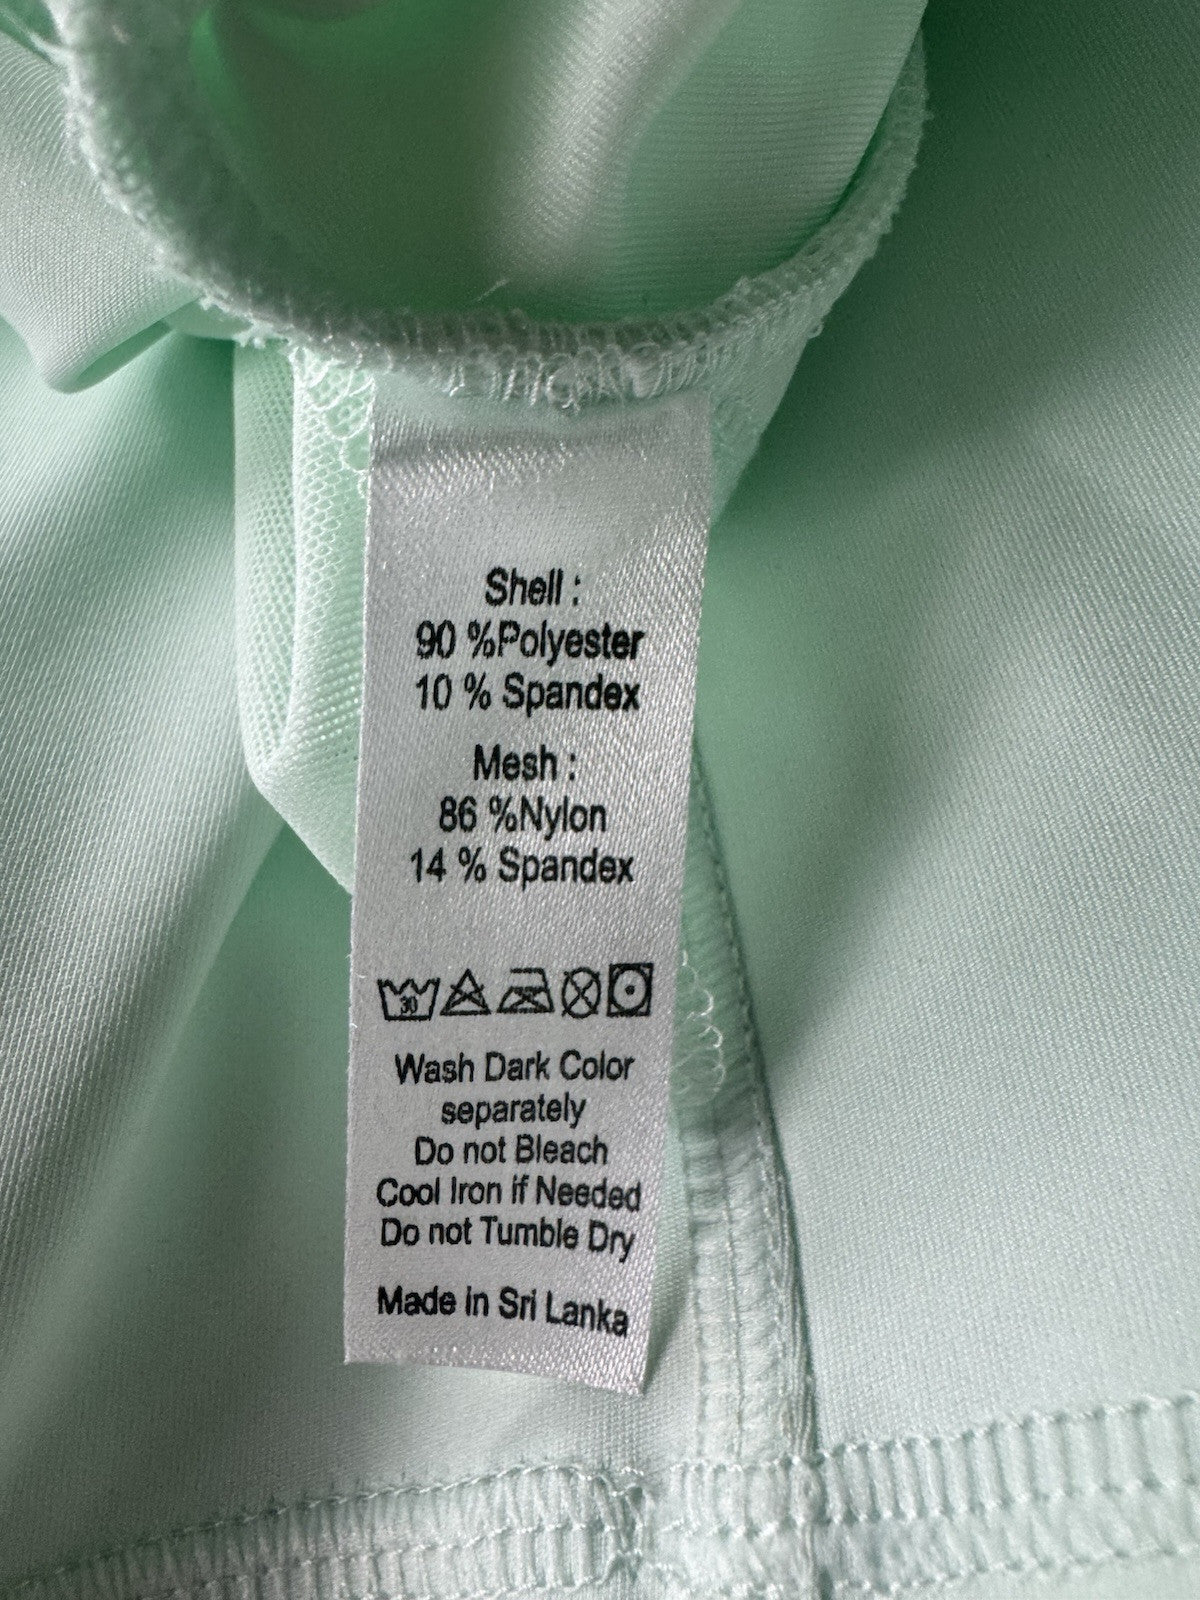 Shell :
90 %Polyester
10 % Spandex
Mesh :
86 %Nylon
14 % Spandex
30
Wash Dark Color
separately
Do not Bleach
Cool Iron if Needed
Do not Tumble Dry
Made in Sri Lanka